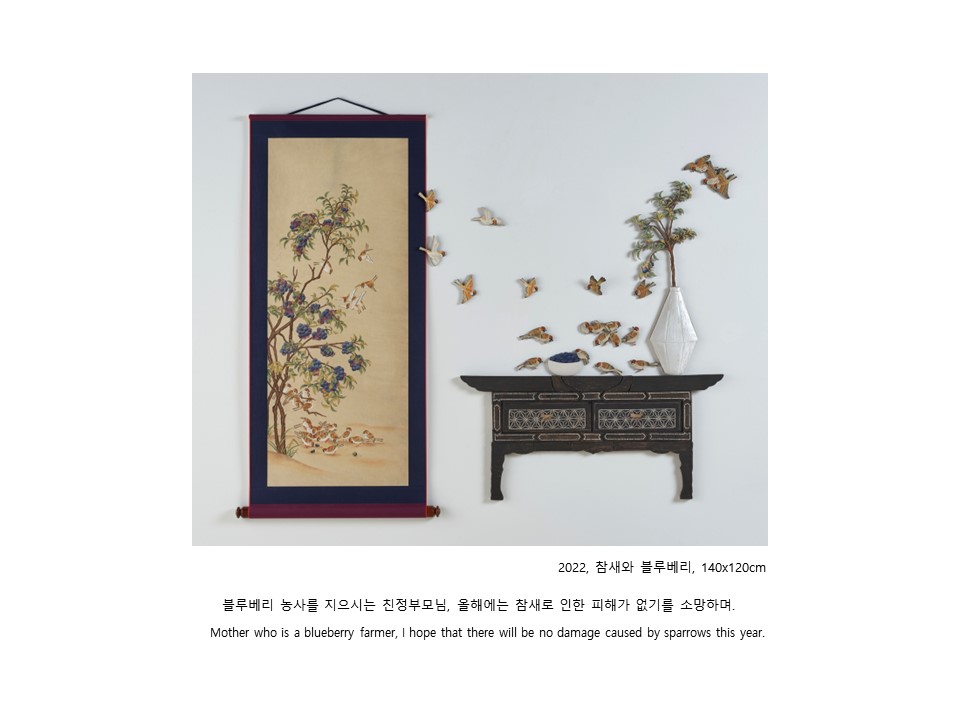 2022, 참새와 블루베리, 140x120cm
블루베리 농사를 지으시는 친정부모님, 올해에는 참새로 인한 피해가 없기를 소망하며.
Mother who is a blueberry farmer, I hope that there will be no damage caused by sparrows this year.